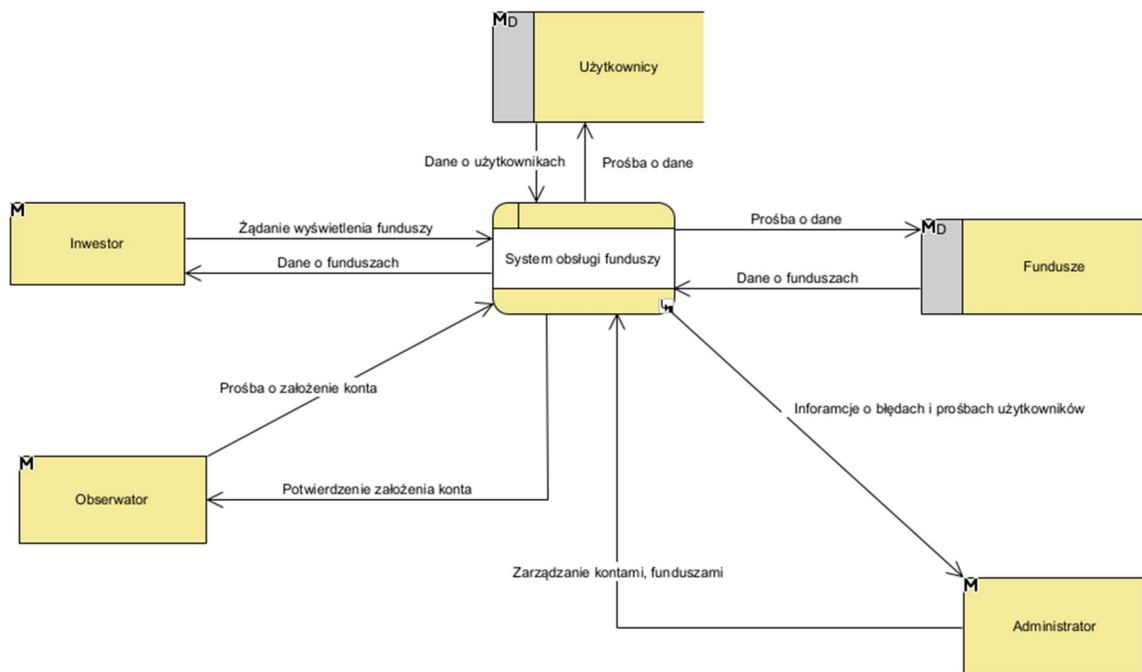 MD
Użytkownicy
Dane o użytkownikach
Prośba o dane
M
Inwestor
Żądanie wyświetlenia funduszy
Dane o funduszach
System obsługi funduszy
Prośba o dane
Dane o funduszach
MD
Fundusze
Prośba o założenie konta
Inforamcje o błędach i prośbach użytkowników
M
Obserwator
Potwierdzenie założenia konta
Zarządzanie kontami, funduszami
M
Administrator